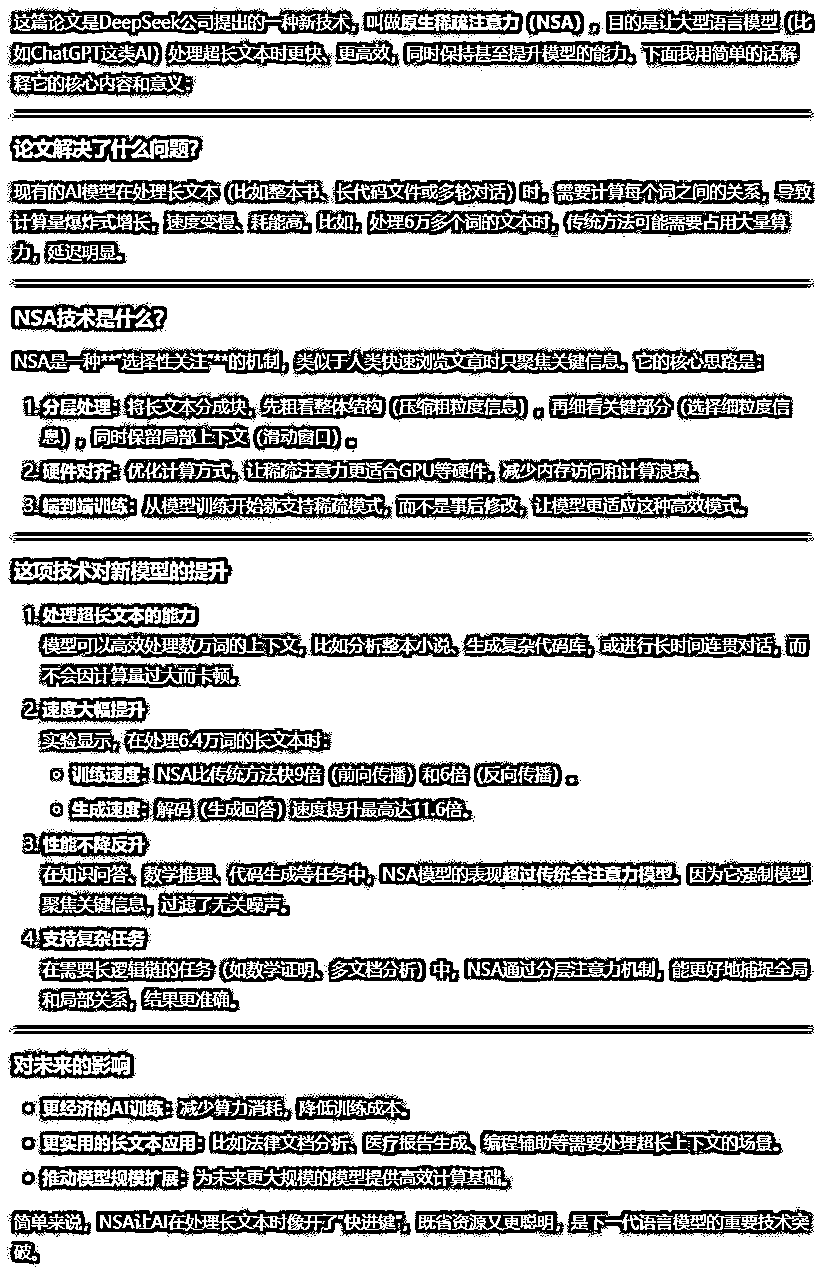 这篇论文是DeepSeek公司提出的一种新技术，叫做原生稀疏注意力（NSA），目的是让大型语言模型（比
如ChatGPT这类AI）处理超长文本时更快、更高效，同时保持甚至提升模型的能力。下面我用简单的话解
释它的核心内容和意义：
论文解决了什么问题？
现有的AI模型在处理长文本（比如整本书、长代码文件或多轮对话）时，需要计算每个词之间的关系，导致
计算量爆炸式增长，速度变慢、耗能高。比如，处理6万多个词的文本时，传统方法可能需要占用大量算
力，延迟明显。
NSA技术是什么？
NSA是一种**"选择性关注"**的机制，类似于人类快速浏览文章时只聚焦关键信息。它的核心思路是：
1. 分层处理：将长文本分成块，先粗看整体结构（压缩粗粒度信息），再细看关键部分（选择细粒度信
息），同时保留局部上下文（滑动窗口）。
2. 硬件对齐：优化计算方式，让稀疏注意力更适合GPU等硬件，减少内存访问和计算浪费。
3. 端到端训练：从模型训练开始就支持稀疏模式，而不是事后修改，让模型更适应这种高效模式。
这项技术对新模型的提升
1. 处理超长文本的能力
模型可以高效处理数万词的上下文，比如分析整本小说、生成复杂代码库，或进行长时间连贯对话，而
不会因计算量过大而卡顿。
2. 速度大幅提升
实验显示，在处理6.4万词的长文本时：
○ 训练速度：NSA比传统方法快9倍（前向传播）和6倍（反向传播）。
○ 生成速度：解码（生成回答）速度提升最高达11.6倍。
3. 性能不降反升
在知识问答、数学推理、代码生成等任务中，NSA模型的表现超过传统全注意力模型。因为它强制模型
聚焦关键信息，过滤了无关噪声。
4. 支持复杂任务
在需要长逻辑链的任务（如数学证明、多文档分析）中，NSA通过分层注意力机制，能更好地捕捉全局
和局部关系，结果更准确。
对未来的影响
○ 更经济的AI训练：减少算力消耗，降低训练成本。
○ 更实用的长文本应用：比如法律文档分析、医疗报告生成、编程辅助等需要处理超长上下文的场景。
○ 推动模型规模扩展：为未来更大规模的模型提供高效计算基础。
简单来说，NSA让AI在处理长文本时像开了"快进键"，既省资源又更聪明，是下一代语言模型的重要技术突
破。